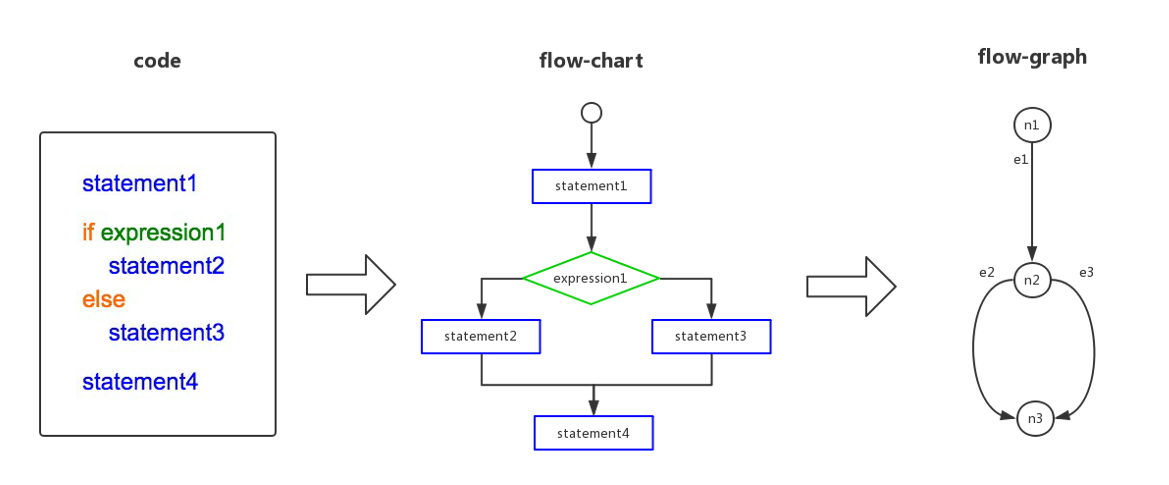 code
statement1
if expression1
statement2
else
statement3
statement4
flow-chart
statement1
expression1
statement2
statement3
statement4
flow-graph
n1
e1
e2
n2
e3
n3